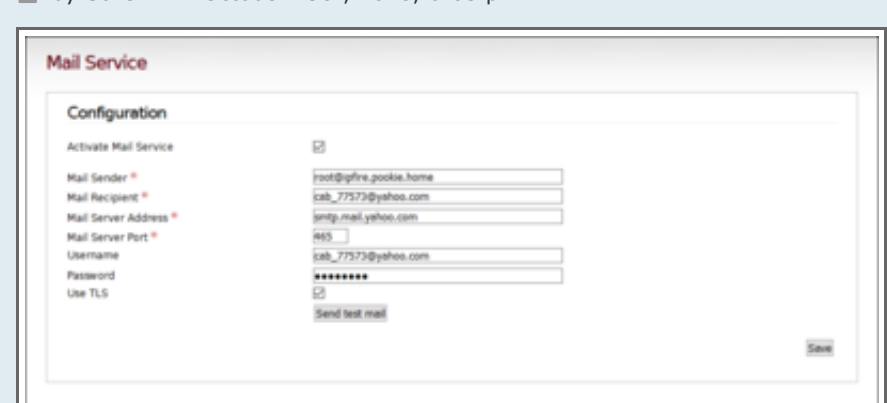 Mail Service
Configuration
Activate Mail Service
Mail Sender * root@ipfire.pookie.home
Mail Recipient * cab_77573@yahoo.com
Mail Server Address * smtp.mail.yahoo.com
Mail Server Port * 465
Username cab_77573@yahoo.com
Password ••••••••
Use TLS
Send test mail
Save